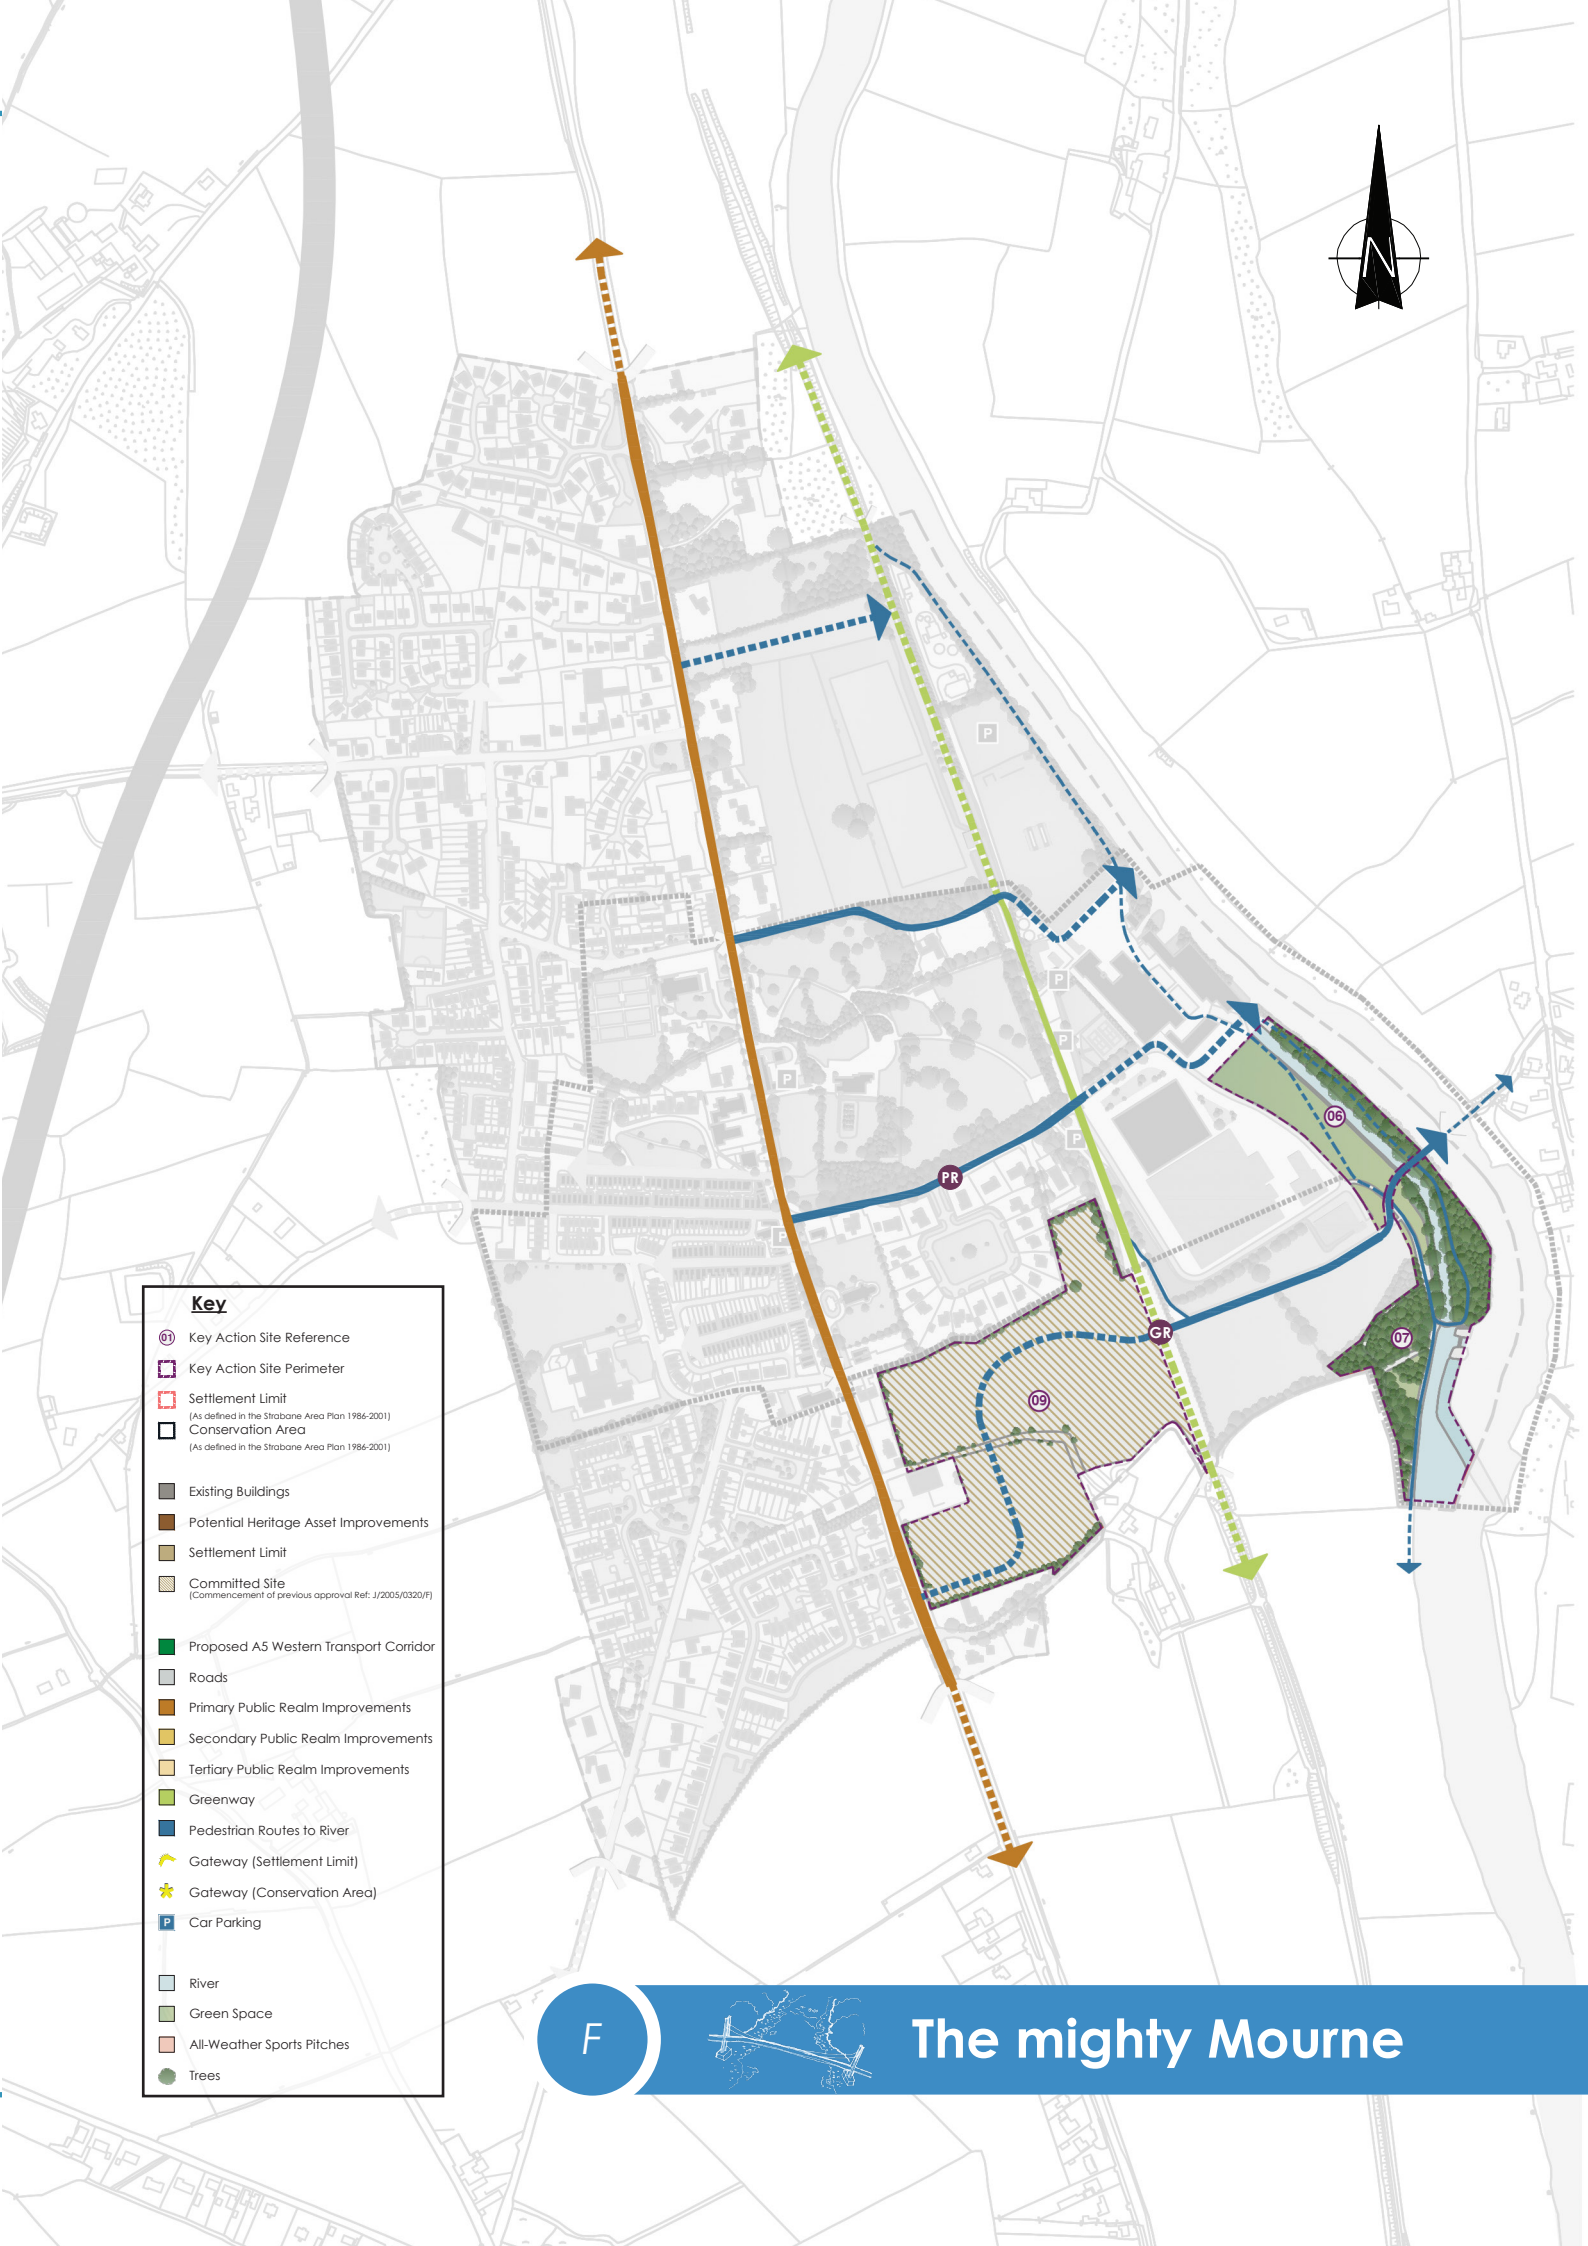 N
P
P
P
P
P
P
06
PR
GR
07
09
Key
01 Key Action Site Reference
Key Action Site Perimeter
Settlement Limit
(As defined in the Strabane Area Plan 1986-2001)
Conservation Area
(As defined in the Strabane Area Plan 1986-2001)
Existing Buildings
Potential Heritage Asset Improvements
Settlement Limit
Committed Site
(Commencement of previous approval Ref: J/2005/0320/F)
Proposed A5 Western Transport Corridor
Roads
Primary Public Realm Improvements
Secondary Public Realm Improvements
Tertiary Public Realm Improvements
Greenway
Pedestrian Routes to River
Gateway (Settlement Limit)
Gateway (Conservation Area)
P Car Parking
River
Green Space
All-Weather Sports Pitches
Trees
F
The mighty Mourne